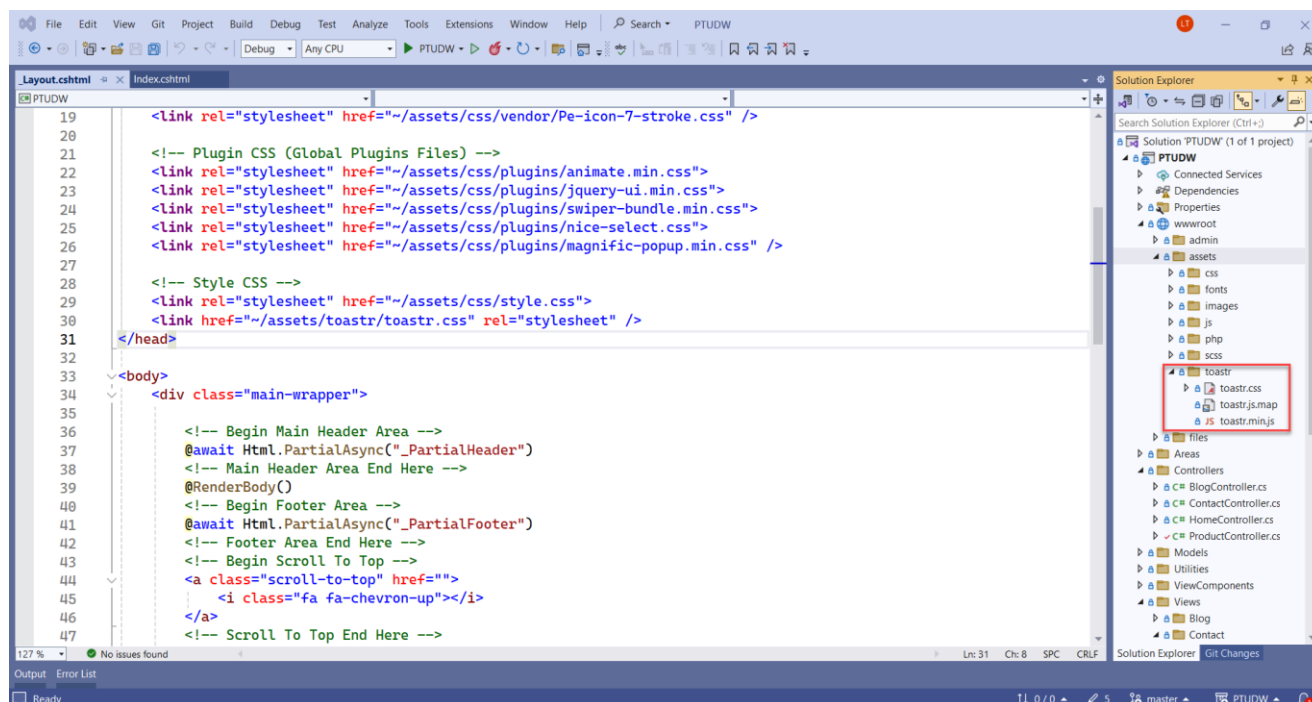 File Edit View Git Project Build Debug Test Analyze Tools Extensions Window Help Search PTUDW LT
Debug Any CPU PTUDW
_Layout.cshtml Index.cshtml
PTUDW
19 <link rel="stylesheet" href="~/assets/css/vendor/Pe-icon-7-stroke.css" />
20
21 <!-- Plugin CSS (Global Plugins Files) -->
22 <link rel="stylesheet" href="~/assets/css/plugins/animate.min.css">
23 <link rel="stylesheet" href="~/assets/css/plugins/jquery-ui.min.css">
24 <link rel="stylesheet" href="~/assets/css/plugins/swiper-bundle.min.css">
25 <link rel="stylesheet" href="~/assets/css/plugins/nice-select.css">
26 <link rel="stylesheet" href="~/assets/css/plugins/magnific-popup.min.css" />
27
28 <!-- Style CSS -->
29 <link rel="stylesheet" href="~/assets/css/style.css">
30 <link href="~/assets/toastr/toastr.css" rel="stylesheet" />
31 </head>
32
33 <body>
34 <div class="main-wrapper">
35
36 <!-- Begin Main Header Area -->
37 @await Html.PartialAsync("_PartialHeader")
38 <!-- Main Header Area End Here -->
39 @RenderBody()
40 <!-- Begin Footer Area -->
41 @await Html.PartialAsync("_PartialFooter")
42 <!-- Footer Area End Here -->
43 <!-- Begin Scroll To Top -->
44 <a class="scroll-to-top" href="">
45 <i class="fa fa-chevron-up"></i>
46 </a>
47 <!-- Scroll To Top End Here -->
127 % No issues found Ln: 31 Ch: 8 SPC CRLF
Solution Explorer
Search Solution Explorer (Ctrl+;)
Solution 'PTUDW' (1 of 1 project)
PTUDW
Connected Services
Dependencies
Properties
wwwroot
admin
assets
css
fonts
images
js
php
scss
toastr
toastr.css
toastr.js.map
JS toastr.min.js
files
Areas
Controllers
C# BlogController.cs
C# ContactController.cs
C# HomeController.cs
C# ProductController.cs
Models
Utilities
ViewComponents
Views
Blog
Contact
Solution Explorer Git Changes
Output Error List
Ready 0 / 0 5 master PTUDW